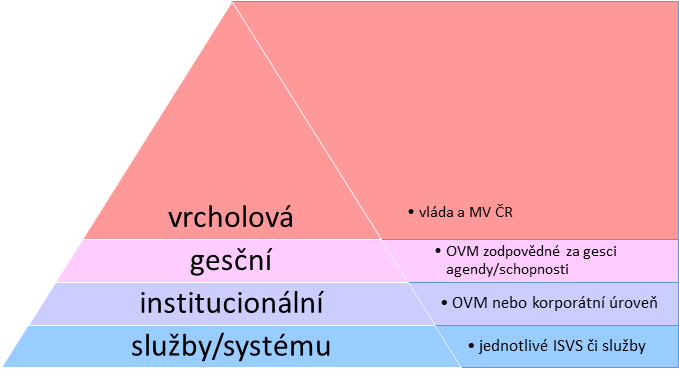 vrcholová
• vláda a MV ČR
gesční
• OVM zodpovědné za gesci
agendy/schopnosti
institucionální
• OVM nebo korporátní úroveň
služby/systému
• jednotlivé ISVS či služby